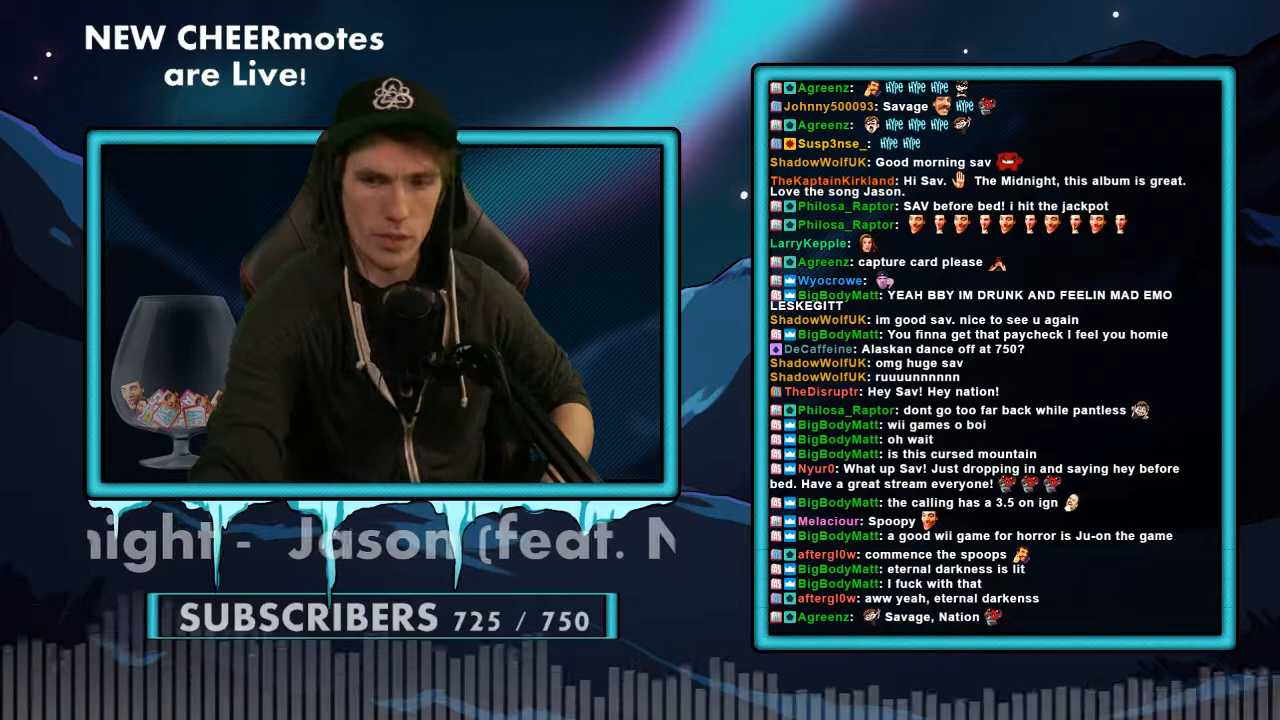 NEW CHEERmotes
are Live!
night - Jason (feat. N
SUBSCRIBERS 725 / 750
Agreenz: HYPE HYPE HYPE
Johnny500093: Savage HYPE
Agreenz: HYPE HYPE HYPE
Susp3nse_: HYPE HYPE
ShadowWolfUK: Good morning sav
TheKaptainKirkland: Hi Sav. The Midnight, this album is great.
Love the song Jason.
Philosa_Raptor: SAV before bed! i hit the jackpot
Philosa_Raptor:
LarryKepple:
Agreenz: capture card please
Wyocrowe:
BigBodyMatt: YEAH BBY IM DRUNK AND FEELIN MAD EMO
LESKEGITT
ShadowWolfUK: im good sav. nice to see u again
BigBodyMatt: You finna get that paycheck I feel you homie
DeCaffeine: Alaskan dance off at 750?
ShadowWolfUK: omg huge sav
ShadowWolfUK: ruuuunnnnnn
TheDisruptr: Hey Sav! Hey nation!
Philosa_Raptor: dont go too far back while pantless
BigBodyMatt: wii games o boi
BigBodyMatt: oh wait
BigBodyMatt: is this cursed mountain
Nyur0: What up Sav! Just dropping in and saying hey before
bed. Have a great stream everyone!
BigBodyMatt: the calling has a 3.5 on ign
Melaciour: Spoopy
BigBodyMatt: a good wii game for horror is Ju-on the game
aftergl0w: commence the spoops
BigBodyMatt: eternal darkness is lit
BigBodyMatt: I fuck with that
aftergl0w: aww yeah, eternal darkenss
Agreenz: Savage, Nation